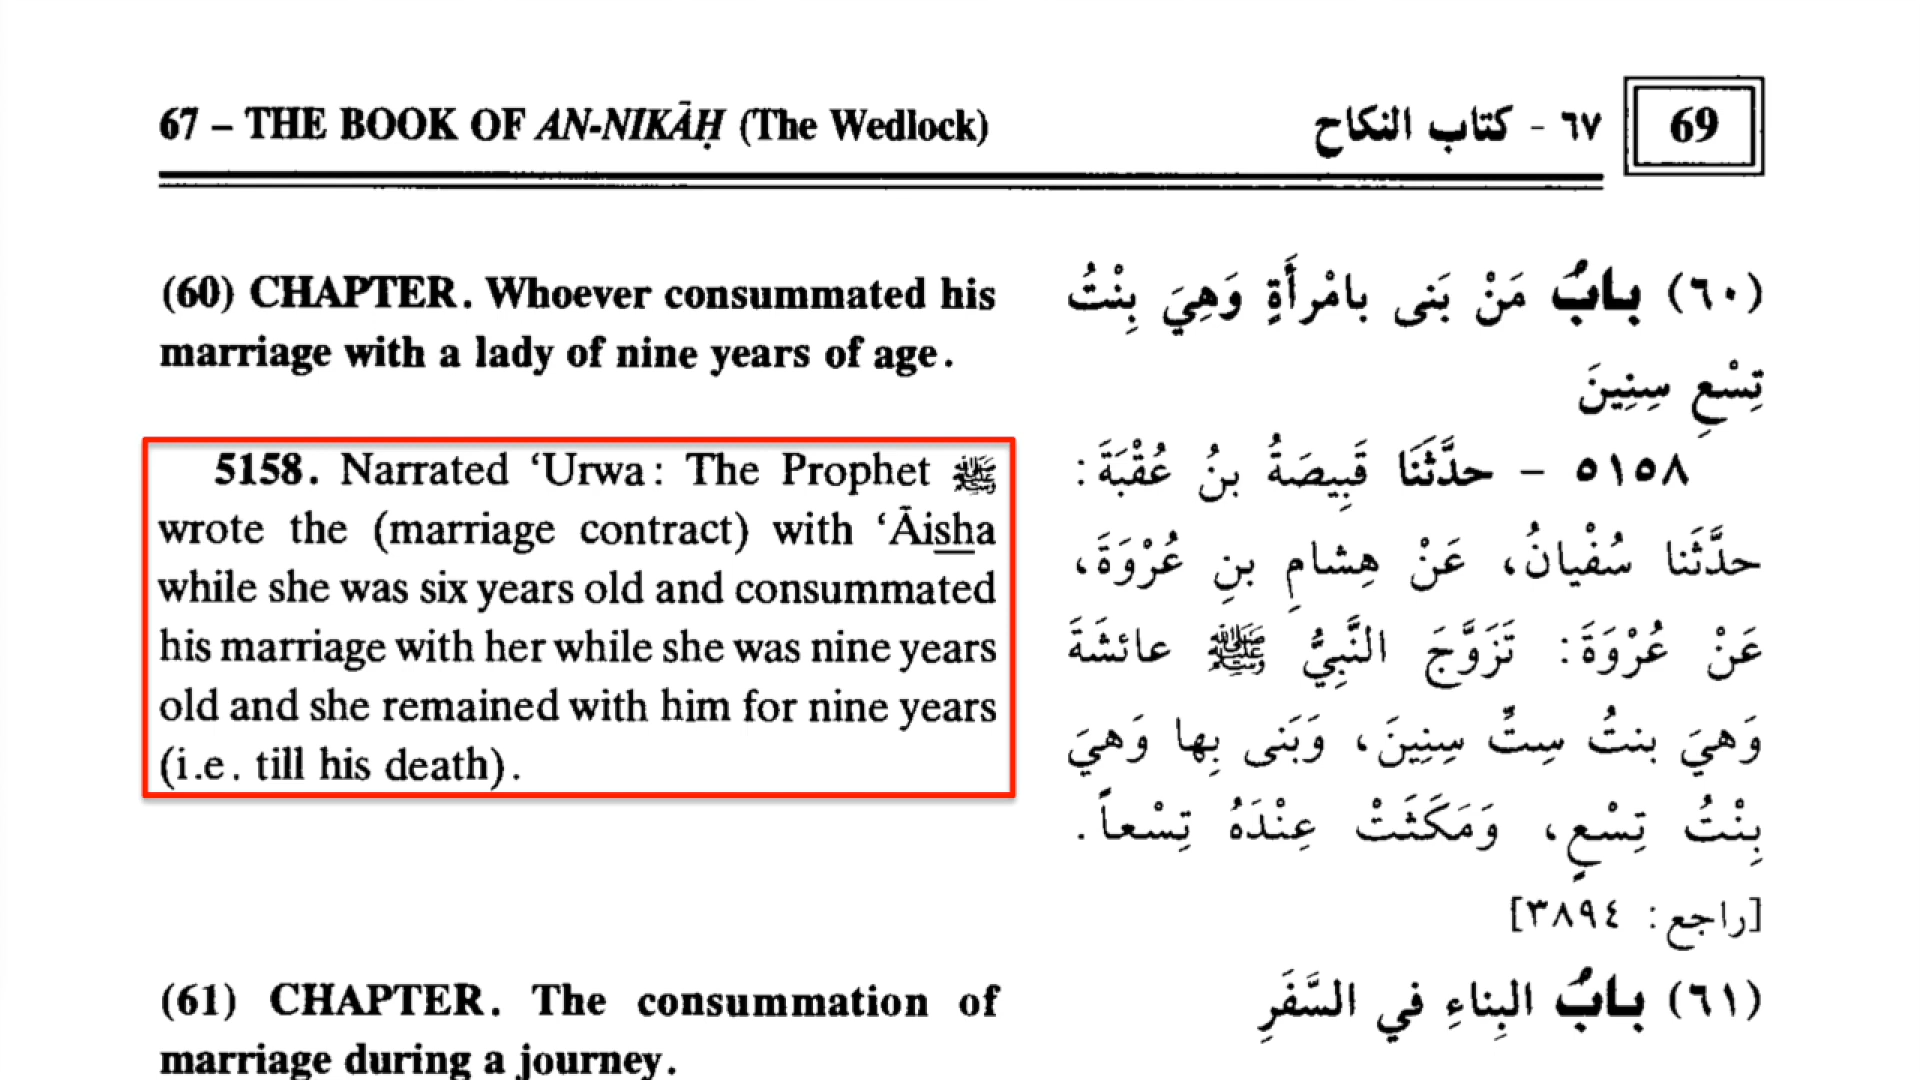 67 – THE BOOK OF AN-NIKĀḤ (The Wedlock)
٦٧ - كتاب النكاح
69
(60) CHAPTER. Whoever consummated his
marriage with a lady of nine years of age.
5158. Narrated ‘Urwa: The Prophet ﷺ
wrote the (marriage contract) with ‘Āisha
while she was six years old and consummated
his marriage with her while she was nine years
old and she remained with him for nine years
(i.e. till his death).
(61) CHAPTER. The consummation of
marriage during a journey.
(٦٠) بابُ مَنْ بَنى بامْرأَةٍ وَهِيَ بِنْتُ
تِسْعِ سِنِينَ
٥١٥٨ – حدَّثَنَا قَبِيصَةُ بنُ عُقْبَةَ:
حدَّثَنا سُفْيانُ، عَنْ هِشامِ بنِ عُرْوَةَ،
عَنْ عُرْوَةَ: تَزَوَّجَ النَّبِيُّ ﷺ عائشَةَ
وَهيَ بنتُ ستِّ سِنِينَ، وَبَنى بِها وَهيَ
بِنْتُ تِسْعٍ، وَمَكَثَتْ عِنْدَهُ تِسْعاً.
[راجع: ٣٨٩٤]
(٦١) بابُ البِناءِ في السَّفَرِ